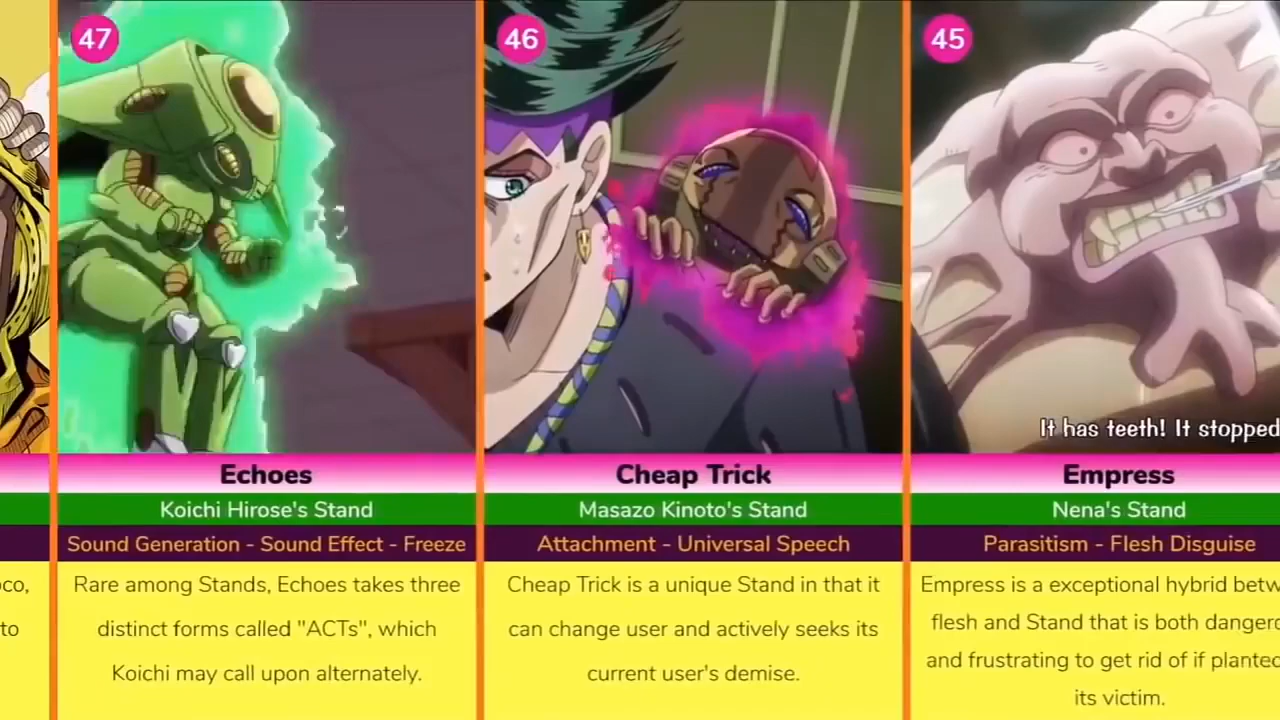 47
46
45
It has teeth! It stopped
Echoes
Cheap Trick
Empress
Koichi Hirose's Stand
Masazo Kinoto's Stand
Nena's Stand
Sound Generation - Sound Effect - Freeze
Attachment - Universal Speech
Parasitism - Flesh Disguise
Rare among Stands, Echoes takes three
distinct forms called "ACTs", which
Koichi may call upon alternately.
Cheap Trick is a unique Stand in that it
can change user and actively seeks its
current user's demise.
Empress is a exceptional hybrid
flesh and Stand that is both
and frustrating to get rid of if
its victim.
to